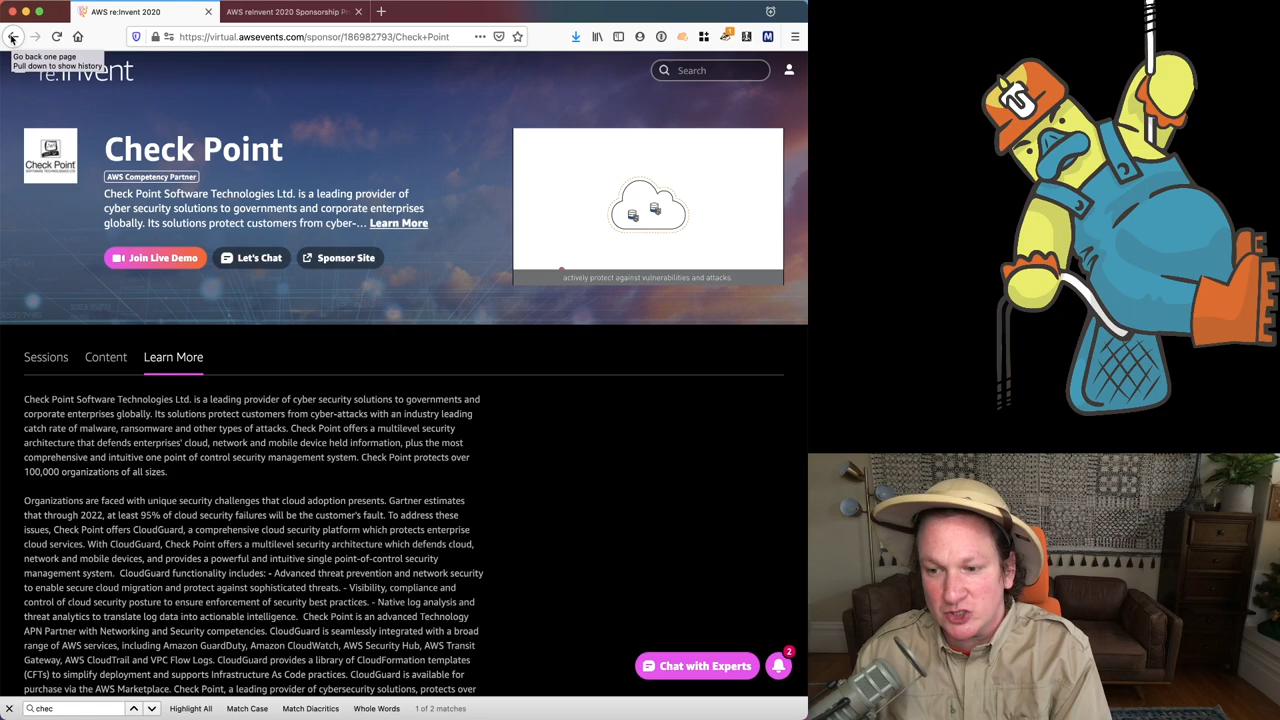 AWS re:Invent 2020
AWS reInvent 2020 Sponsorship Pr
https://virtual.awsevents.com/sponsor/186982793/Check+Point
Go back one page
Pull down to show history
re:Invent
Search
Check Point
SOFTWARE TECHNOLOGIES LTD.
Check Point
AWS Competency Partner
Check Point Software Technologies Ltd. is a leading provider of
cyber security solutions to governments and corporate enterprises
globally. Its solutions protect customers from cyber-... Learn More
Join Live Demo
Let's Chat
Sponsor Site
actively protect against vulnerabilities and attacks.
Sessions
Content
Learn More
Check Point Software Technologies Ltd. is a leading provider of cyber security solutions to governments and
corporate enterprises globally. Its solutions protect customers from cyber-attacks with an industry leading
catch rate of malware, ransomware and other types of attacks. Check Point offers a multilevel security
architecture that defends enterprises' cloud, network and mobile device held information, plus the most
comprehensive and intuitive one point of control security management system. Check Point protects over
100,000 organizations of all sizes.
Organizations are faced with unique security challenges that cloud adoption presents. Gartner estimates
that through 2022, at least 95% of cloud security failures will be the customer's fault. To address these
issues, Check Point offers CloudGuard, a comprehensive cloud security platform which protects enterprise
cloud services. With CloudGuard, Check Point offers a multilevel security architecture which defends cloud,
network and mobile devices, and provides a powerful and intuitive single point-of-control security
management system. CloudGuard functionality includes: - Advanced threat prevention and network security
to enable secure cloud migration and protect against sophisticated threats. - Visibility, compliance and
control of cloud security posture to ensure enforcement of security best practices. - Native log analysis and
threat analytics to translate log data into actionable intelligence. Check Point is an advanced Technology
APN Partner with Networking and Security competencies. CloudGuard is seamlessly integrated with a broad
range of AWS services, including Amazon GuardDuty, Amazon CloudWatch, AWS Security Hub, AWS Transit
Gateway, AWS CloudTrail and VPC Flow Logs. CloudGuard provides a library of CloudFormation templates
(CFTs) to simplify deployment and supports Infrastructure As Code practices. CloudGuard is available for
purchase via the AWS Marketplace. Check Point, a leading provider of cybersecurity solutions, protects over
Chat with Experts
2
chec
Highlight All
Match Case
Match Diacritics
Whole Words
1 of 2 matches